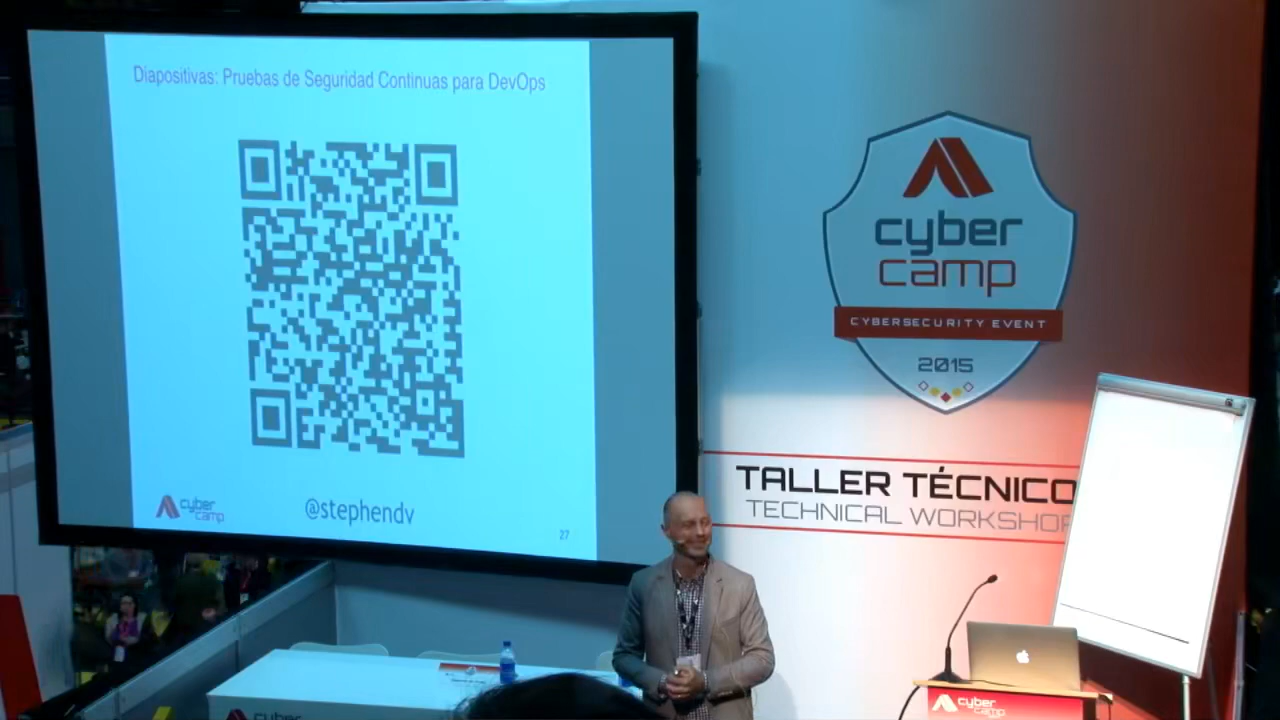 Diapositivas: Pruebas de Seguridad Continuas para DevOps
cyber
camp
@stephendv
27
cyber
camp
CYBERSECURITY EVENT
2015
TALLER TÉCNICO
TECHNICAL WORKSHOP
cyber
cyber
camp